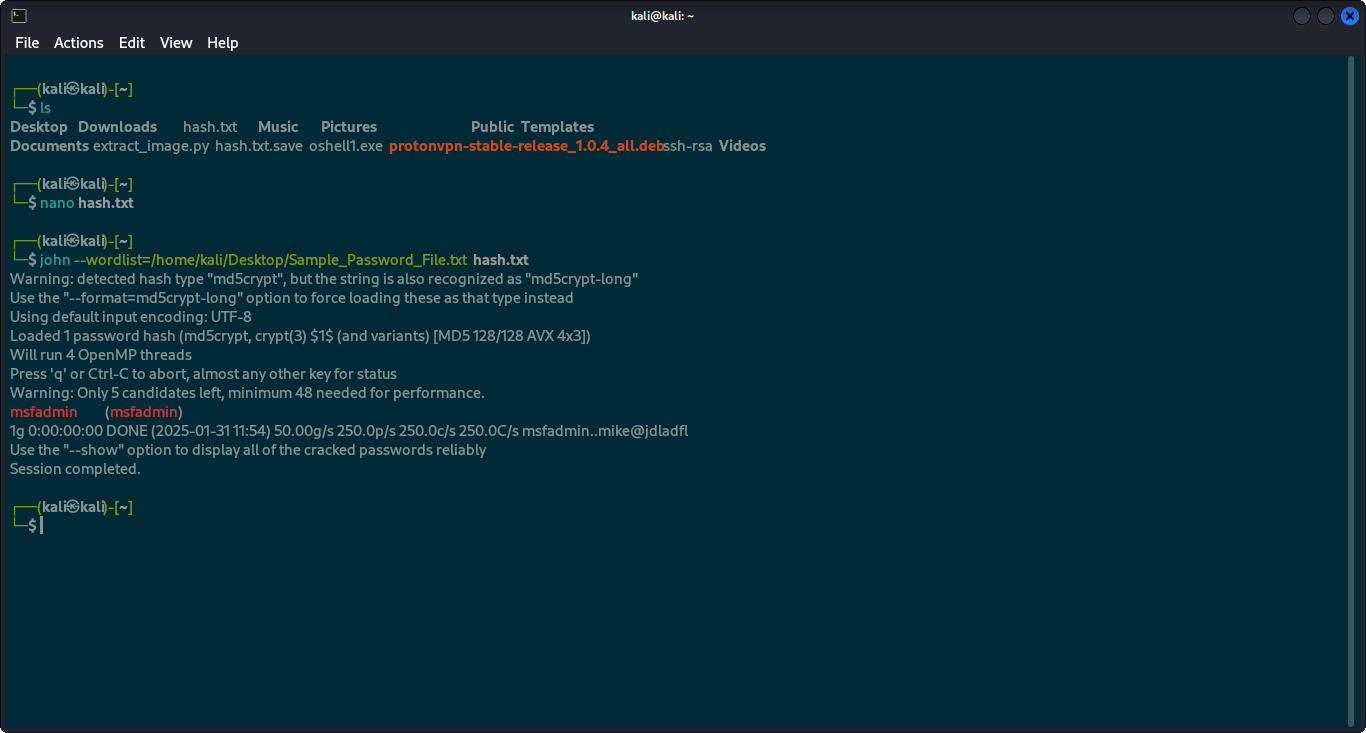 kali@kali: ~
File Actions Edit View Help
┌──(kali㉿kali)-[~]
└─$ ls
Desktop Downloads hash.txt Music Pictures Public Templates
Documents extract_image.py hash.txt.save oshell1.exe protonvpn-stable-release_1.0.4_all.deb ssh-rsa Videos
┌──(kali㉿kali)-[~]
└─$ nano hash.txt
┌──(kali㉿kali)-[~]
└─$ john --wordlist=/home/kali/Desktop/Sample_Password_File.txt hash.txt
Warning: detected hash type "md5crypt", but the string is also recognized as "md5crypt-long"
Use the "--format=md5crypt-long" option to force loading these as that type instead
Using default input encoding: UTF-8
Loaded 1 password hash (md5crypt, crypt(3) $1$ (and variants) [MD5 128/128 AVX 4x3])
Will run 4 OpenMP threads
Press 'q' or Ctrl-C to abort, almost any other key for status
Warning: Only 5 candidates left, minimum 48 needed for performance.
msfadmin (msfadmin)
1g 0:00:00:00 DONE (2025-01-31 11:54) 50.00g/s 250.0p/s 250.0c/s 250.0C/s msfadmin..mike@jdladfl
Use the "--show" option to display all of the cracked passwords reliably
Session completed.
┌──(kali㉿kali)-[~]
└─$